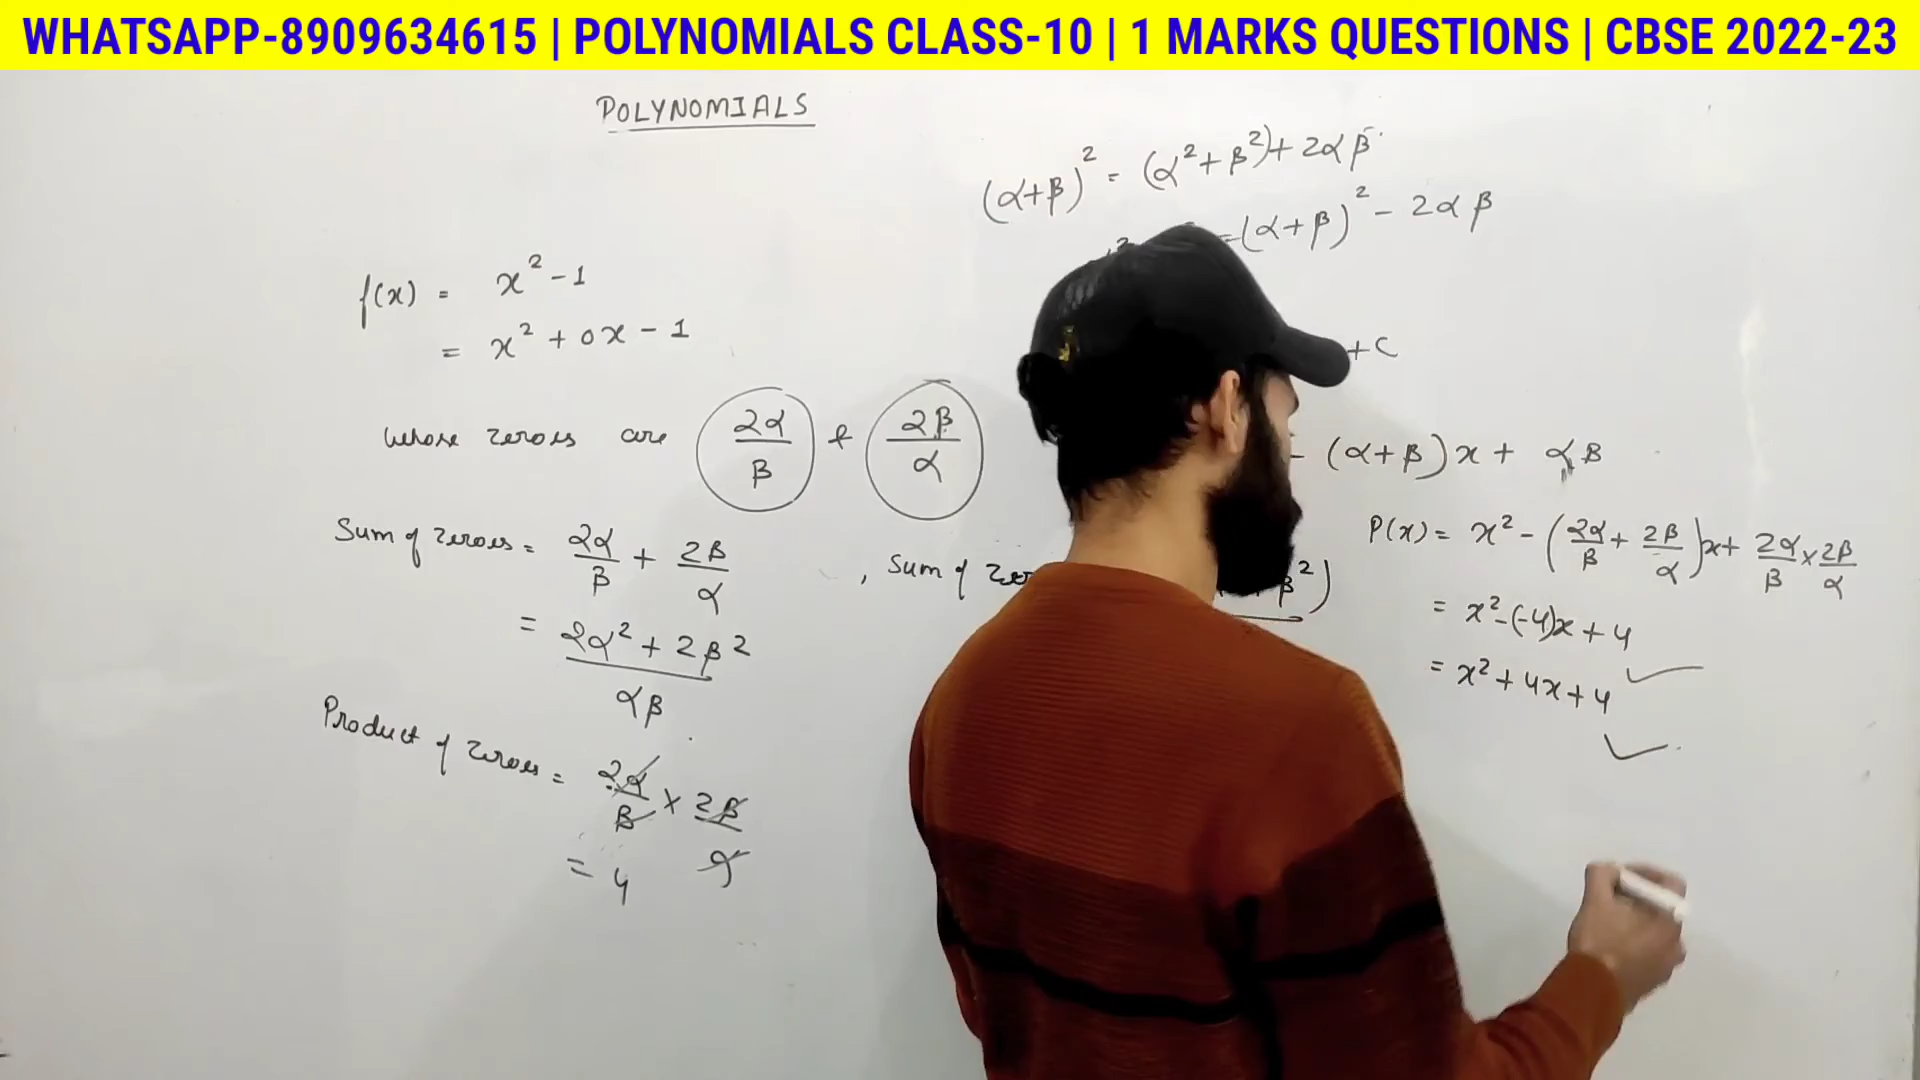 WHATSAPP-8909634615 | POLYNOMIALS CLASS-10 | 1 MARKS QUESTIONS | CBSE 2022-23
POLYNOMIALS
(α+β)² = (α²+β²)+2αβ
=(α+β)² - 2αβ
f(x) = x²-1
= x²+0x-1
+C
whose zeroes are 2α/β & 2β/α
- (α+β)x + αβ
Sum of zeroes = 2α/β + 2β/α
= 2α²+2β²/αβ
, Sum of β²)
Product of zeroes = 2α/β × 2β/α
= 4
P(x) = x² - (2α/β + 2β/α)x + 2α/β × 2β/α
= x²-(-4)x+4
= x²+4x+4